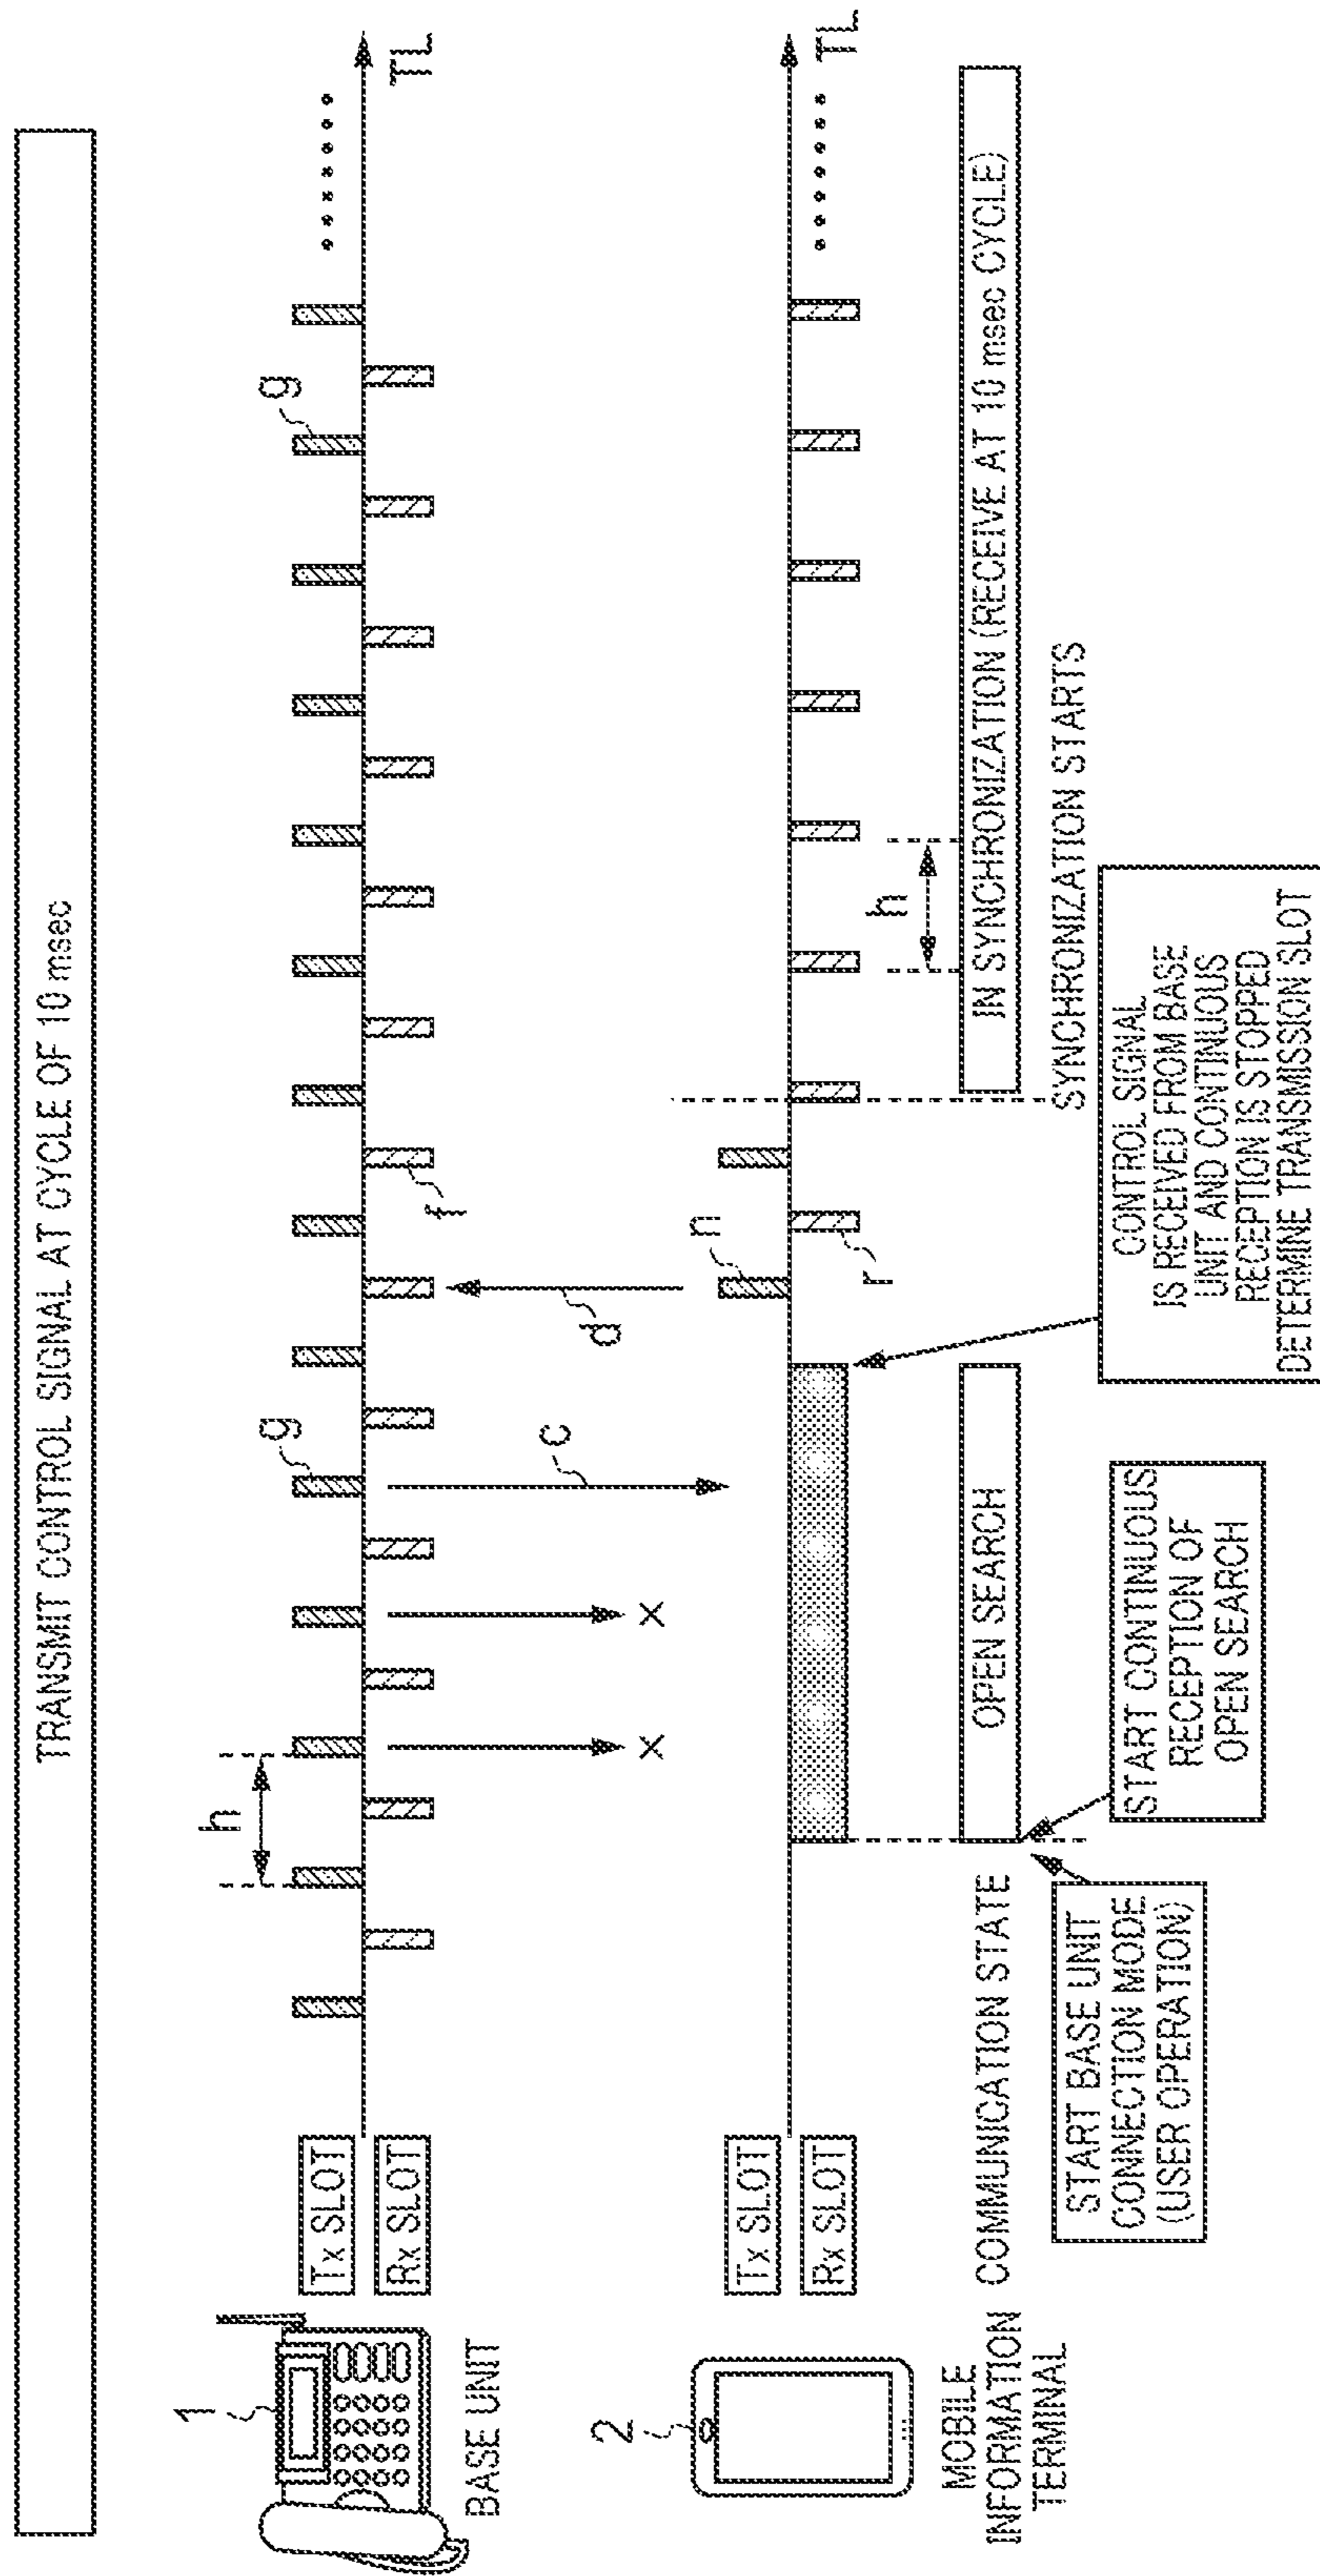 TRANSMIT CONTROL SIGNAL AT CYCLE OF 10 msec
1
BASE UNIT
Tx SLOT
Rx SLOT
h
g
c
d
f
g
TL
2
MOBILE
INFORMATION
TERMINAL
Tx SLOT
Rx SLOT
n
r
h
TL
COMMUNICATION STATE
OPEN SEARCH
IN SYNCHRONIZATION (RECEIVE AT 10 msec CYCLE)
SYNCHRONIZATION STARTS
START BASE UNIT
CONNECTION MODE
(USER OPERATION)
START CONTINUOUS
RECEPTION OF
OPEN SEARCH
CONTROL SIGNAL
IS RECEIVED FROM BASE
UNIT AND CONTINUOUS
RECEPTION IS STOPPED
DETERMINE TRANSMISSION SLOT